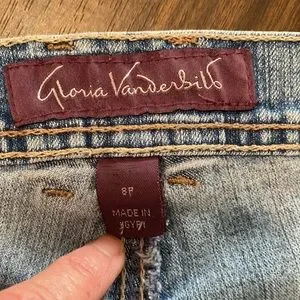 Gloria Vanderbilt
8P
MADE IN
EGYPT